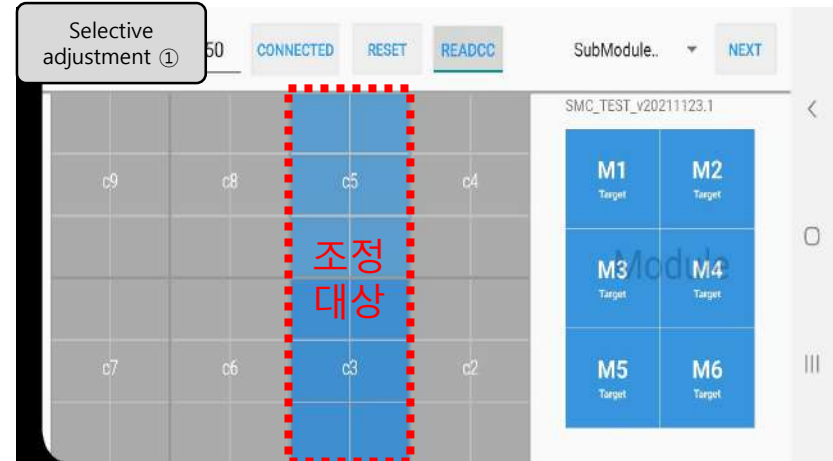 Selective
adjustment ①
50
CONNECTED
RESET
READCC
SubModule..
NEXT
SMC_TEST_v20211123.1
c9
c8
c5
c4
조정
대상
c7
c6
c3
c2
M1
Target
M2
Target
Module
M3
Target
M4
Target
M5
Target
M6
Target